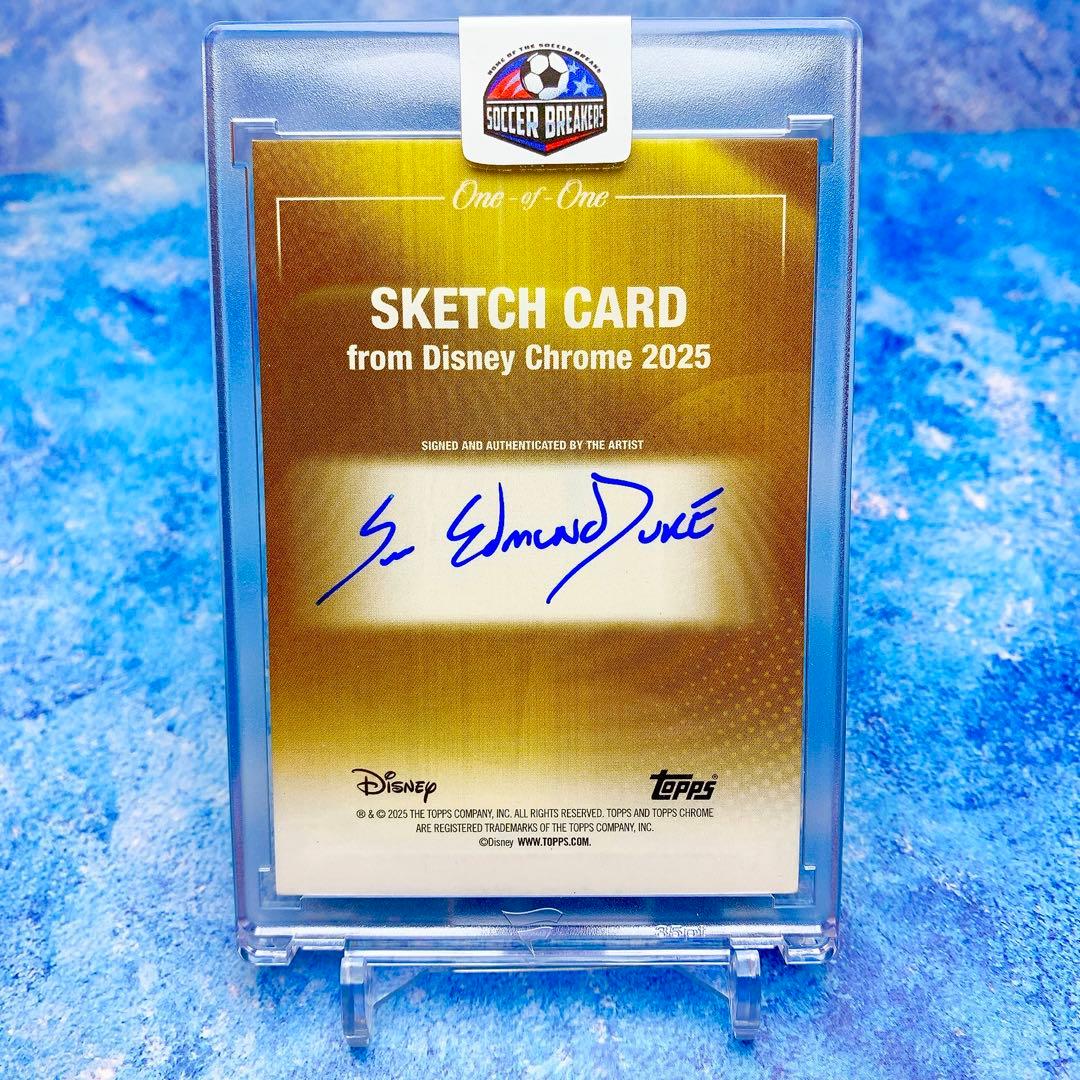 HOME OF THE SOCCER BREAKS
SOCCER BREAKERS
One - of - One
SKETCH CARD
from Disney Chrome 2025
SIGNED AND AUTHENTICATED BY THE ARTIST
Edmund Duke
Disney topps®
® & © 2025 THE TOPPS COMPANY, INC. ALL RIGHTS RESERVED. TOPPS AND TOPPS CHROME
ARE REGISTERED TRADEMARKS OF THE TOPPS COMPANY, INC.
©Disney WWW.TOPPS.COM.